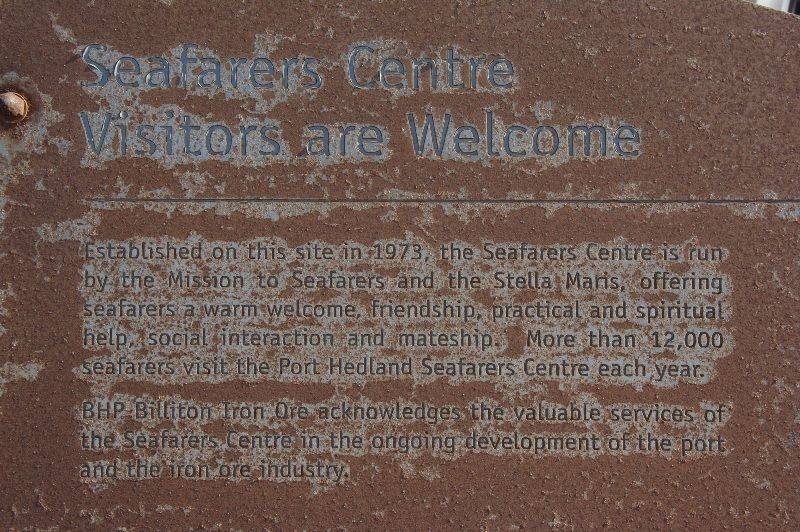 Seafarers Centre
Visitors are Welcome
Established on this site in 1973, the Seafarers Centre is run
by the Mission to Seafarers and the Stella Maris, offering
seafarers a warm welcome, friendship, practical and spiritual
help, social interaction and mateship. More than 12,000
seafarers visit the Port Hedland Seafarers Centre each year.
BHP Billiton Iron Ore acknowledges the valuable services of
the Seafarers Centre in the ongoing development of the port
and the iron ore industry.